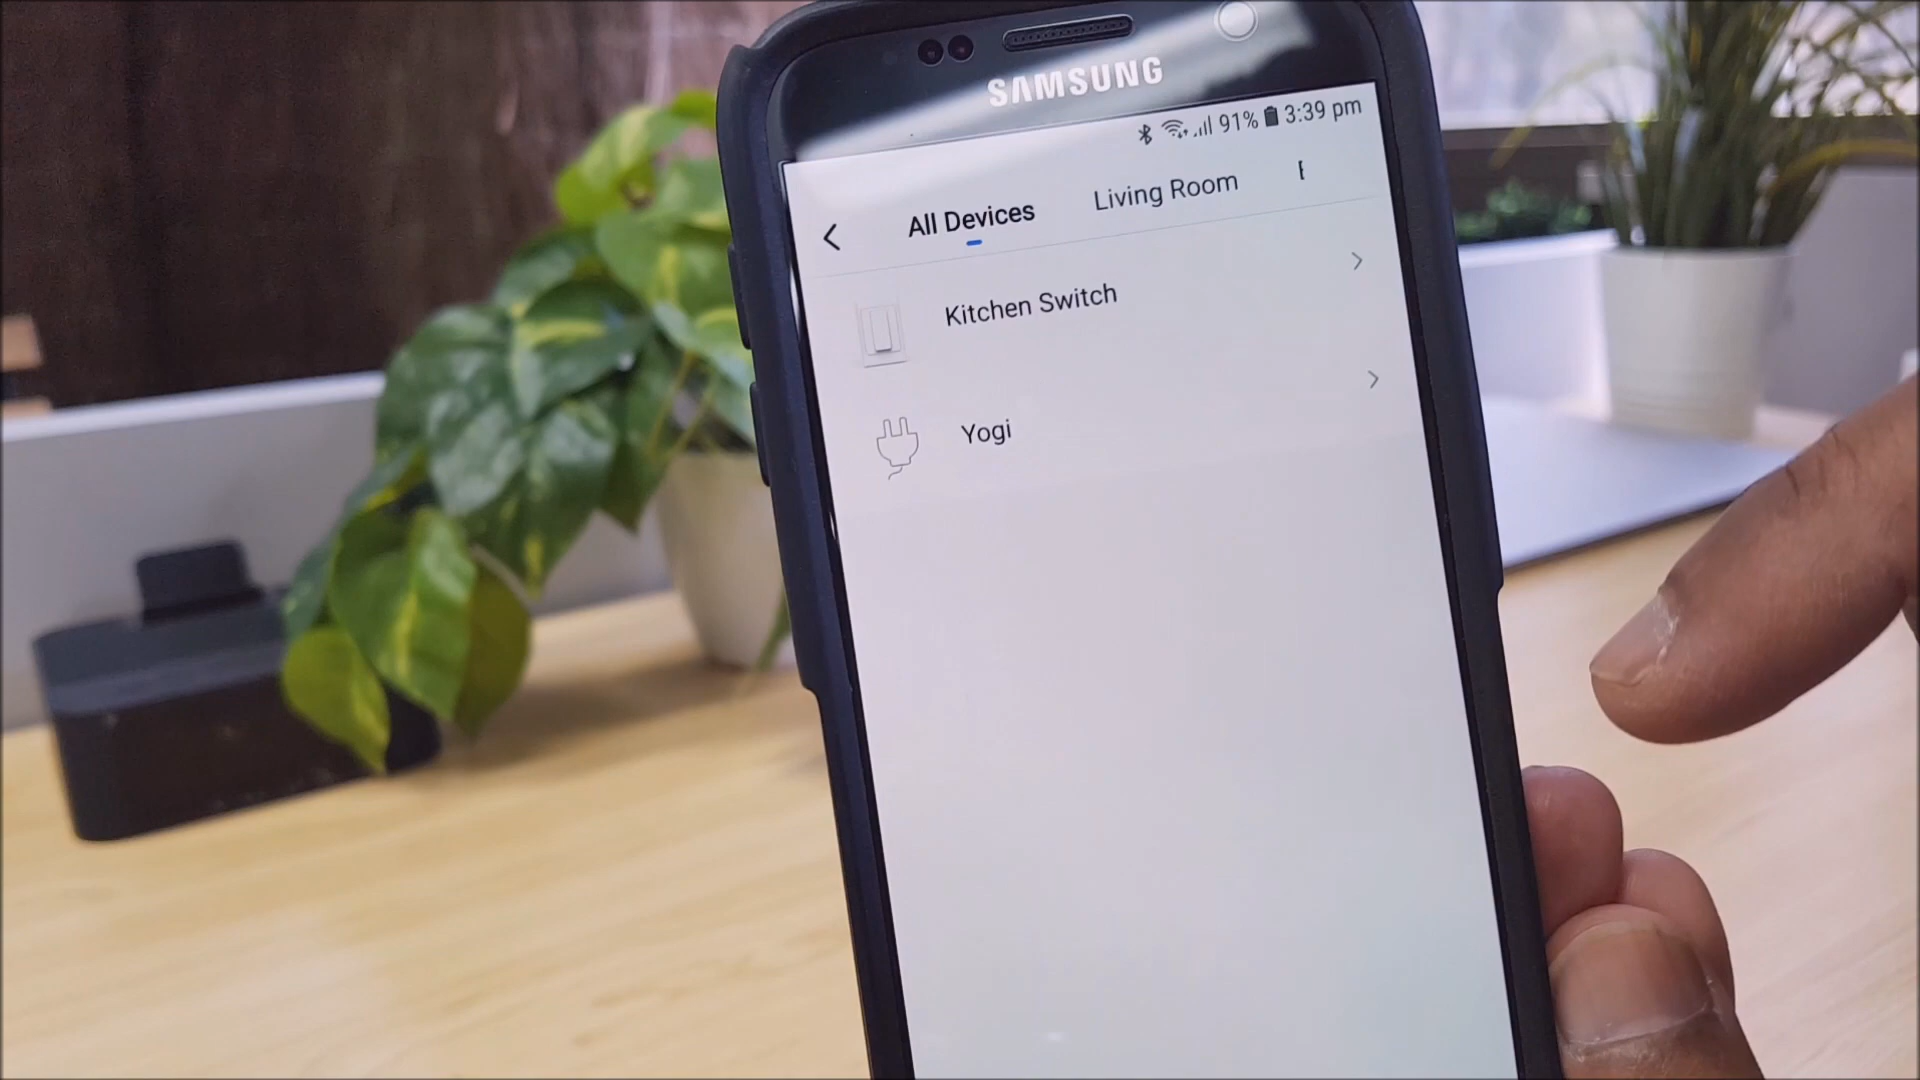 SAMSUNG
91% 3:39 pm
All Devices Living Room
Kitchen Switch
Yogi